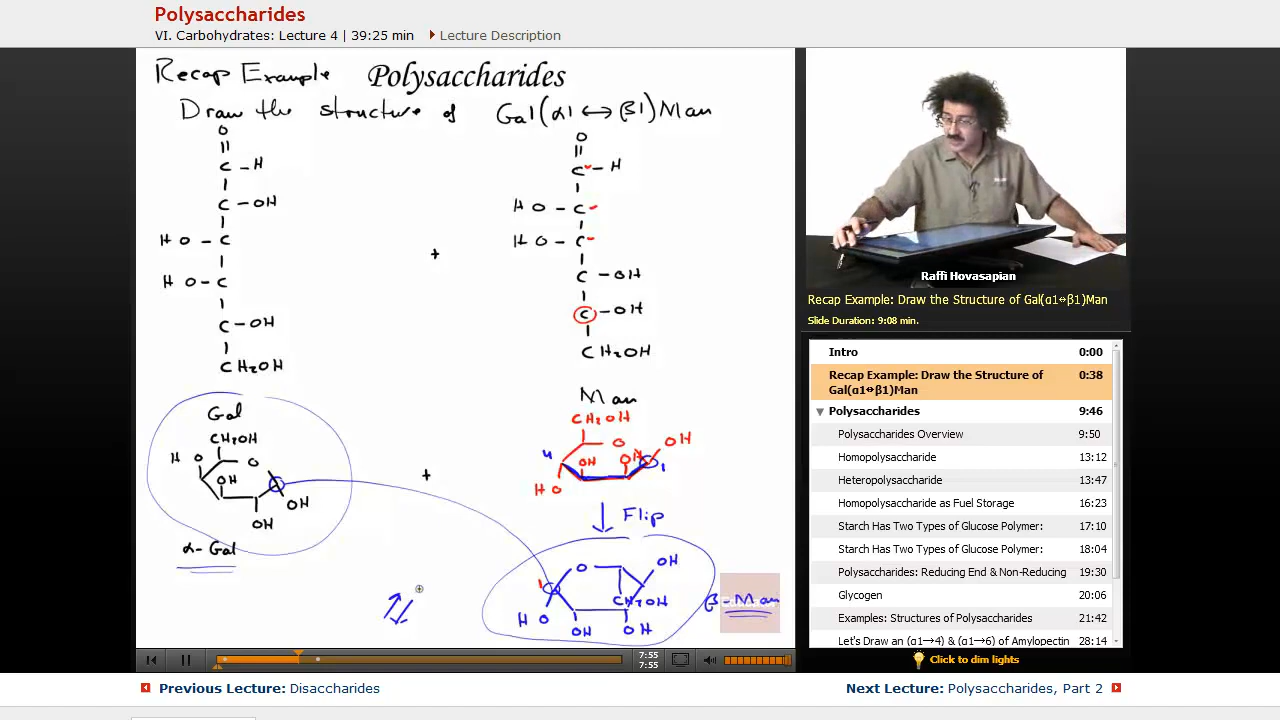 Polysaccharides
VI. Carbohydrates: Lecture 4 | 39:25 min
Lecture Description
Recap Example Polysaccharides
Draw the structure of Gal(α1 ↔ β1)Man
O
C - H
C - OH
HO - C
HO - C
C - OH
CH2OH
+
O
C - H
HO - C
HO - C
C - OH
C - OH
CH2OH
Gal
CH2OH
HO
O
OH
OH
OH
α-Gal
+
Man
CH2OH
O
OH
4
OH
OH
1
HO
Flip
O
OH
1
CH2OH
HO
OH
OH
β-Man
Raffi Hovasapian
Recap Example: Draw the Structure of Gal(α1↔β1)Man
Slide Duration: 9:08 min.
Intro 0:00
Recap Example: Draw the Structure of 0:38
Gal(α1↔β1)Man
Polysaccharides 9:46
Polysaccharides Overview 9:50
Homopolysaccharide 13:12
Heteropolysaccharide 13:47
Homopolysaccharide as Fuel Storage 16:23
Starch Has Two Types of Glucose Polymer: 17:10
Starch Has Two Types of Glucose Polymer: 18:04
Polysaccharides: Reducing End & Non-Reducing 19:30
Glycogen 20:06
Examples: Structures of Polysaccharides 21:42
Let's Draw an (α1→4) & (α1→6) of Amylopectin 28:14
7:55
7:55
Click to dim lights
Previous Lecture: Disaccharides
Next Lecture: Polysaccharides, Part 2